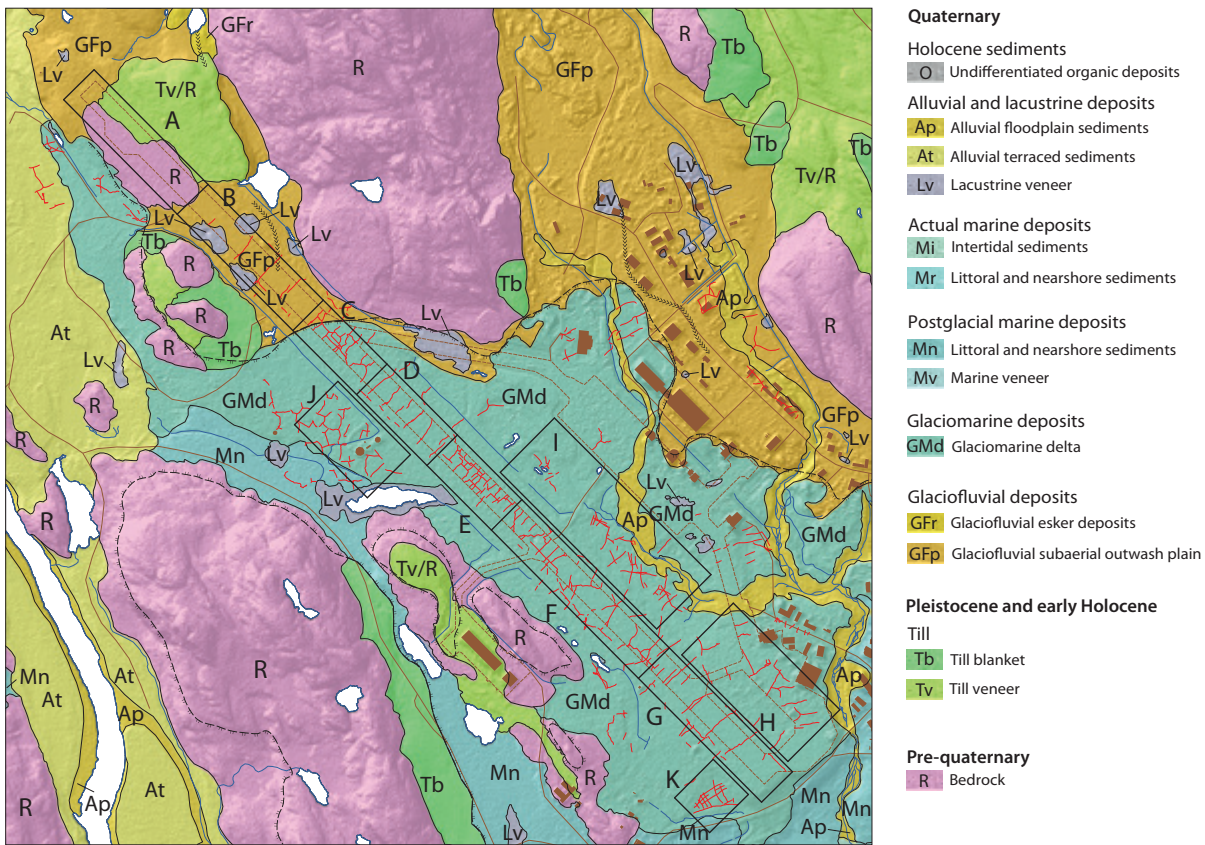 GFp
GFr
R
R
Tb
GFp
Lv
Tv/R
A
Tb
Tb
Lv
Tv/R
R
B
Lv
Lv
Lv
Lv
Tb
R
GFp
Lv
Lv
R
Tb
C
Lv
Ap
R
At
Lv
R
Tb
D
Lv
R
J
GMd
GMd
GFp
Lv
R
Mn
Lv
I
Lv
Lv
GMd
R
E
Ap
GMd
Tv/R
F
R
R
Mn
At
At
Ap
GMd
G
H
Ap
K
R
Mn
Tb
R
Ap
At
Lv
Mn
Mn
Ap
Mn
Quaternary
Holocene sediments
O Undifferentiated organic deposits
Alluvial and lacustrine deposits
Ap Alluvial floodplain sediments
At Alluvial terraced sediments
Lv Lacustrine veneer
Actual marine deposits
Mi Intertidal sediments
Mr Littoral and nearshore sediments
Postglacial marine deposits
Mn Littoral and nearshore sediments
Mv Marine veneer
Glaciomarine deposits
GMd Glaciomarine delta
Glaciofluvial deposits
GFr Glaciofluvial esker deposits
GFp Glaciofluvial subaerial outwash plain
Pleistocene and early Holocene
Till
Tb Till blanket
Tv Till veneer
Pre-quaternary
R Bedrock